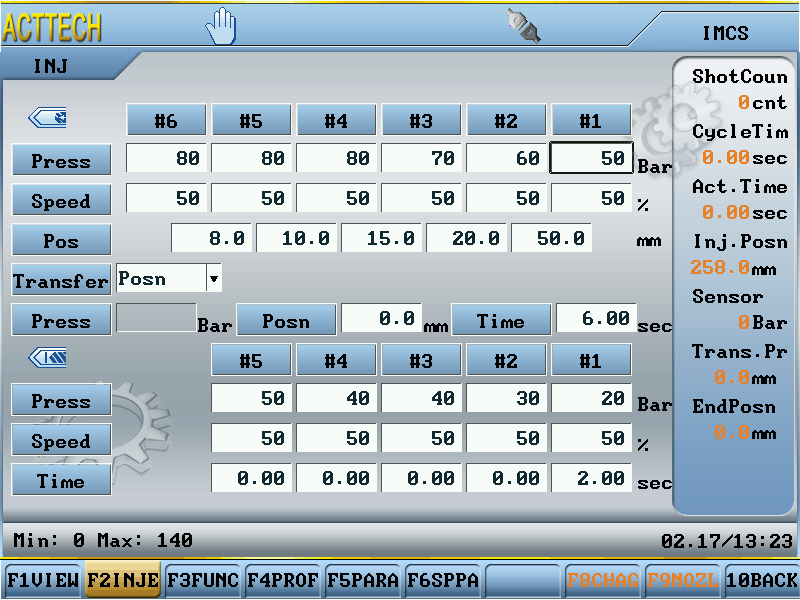 ACTTECH
IMCS
INJ
#6 #5 #4 #3 #2 #1
Press 80 80 80 70 60 50 Bar
Speed 50 50 50 50 50 50 %
Pos 8.0 10.0 15.0 20.0 50.0 mm
Transfer Posn
Press Bar Posn 0.0 mm Time 6.00 sec
#5 #4 #3 #2 #1
Press 50 40 40 30 20 Bar
Speed 50 50 50 50 50 %
Time 0.00 0.00 0.00 0.00 2.00 sec
ShotCoun
0cnt
CycleTim
0.00sec
Act.Time
0.00sec
Inj.Posn
258.0mm
Sensor
0Bar
Trans.Pr
0.0mm
EndPosn
0.0mm
Min: 0 Max: 140 02.17/13:23
F1VIEW F2INJE F3FUNC F4PROF F5PARA F6SPPA F8CHAG F9NOZL 10BACK